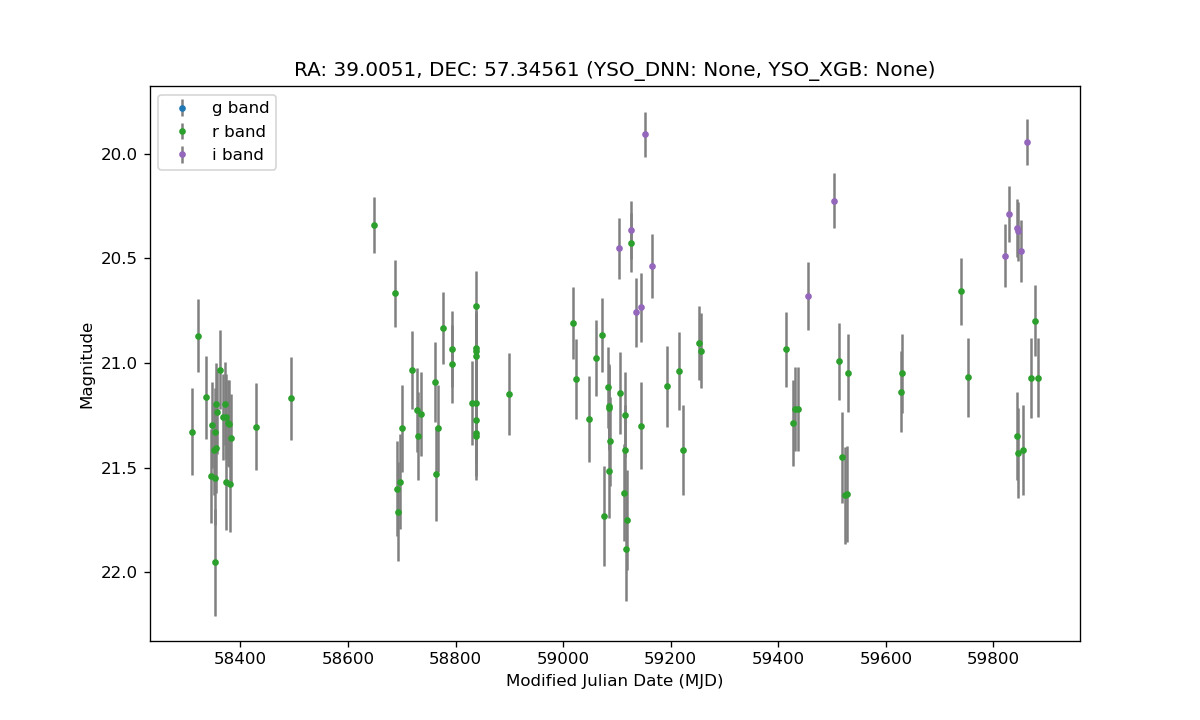 RA: 39.0051, DEC: 57.34561 (YSO_DNN: None, YSO_XGB: None)
g band
r band
i band
20.0
20.5
21.0
21.5
22.0
Magnitude
58400 58600 58800 59000 59200 59400 59600 59800
Modified Julian Date (MJD)